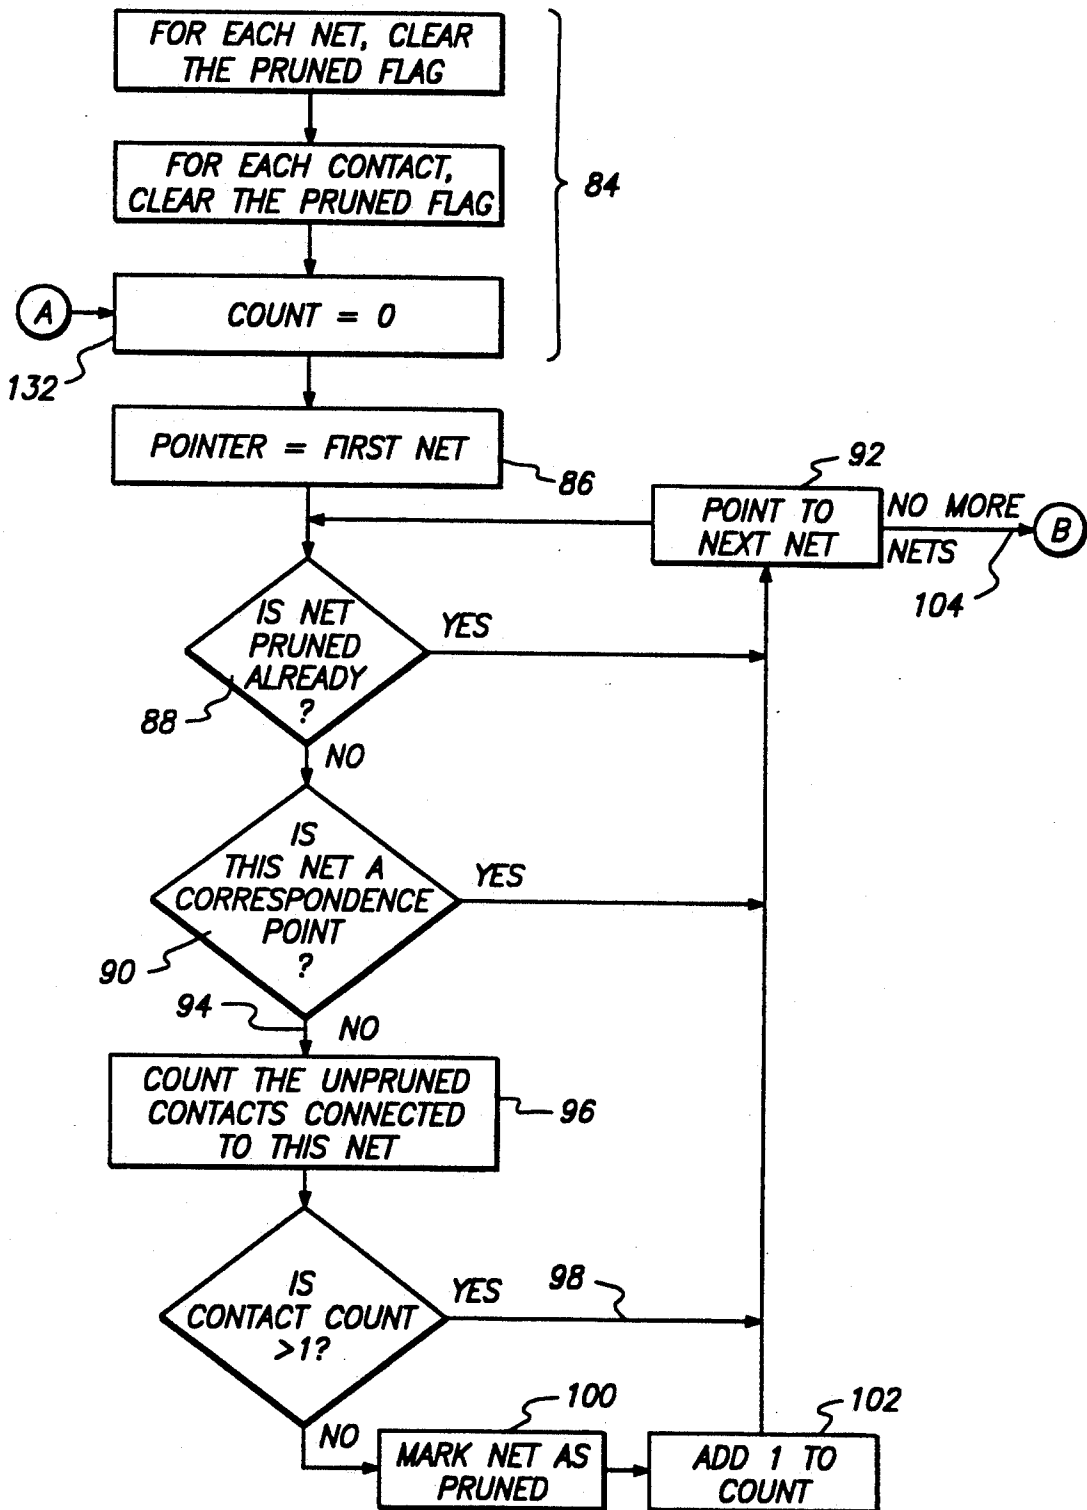 FOR EACH NET, CLEAR
THE PRUNED FLAG
FOR EACH CONTACT,
CLEAR THE PRUNED FLAG
84
A
COUNT = 0
132
POINTER = FIRST NET
86
92
POINT TO
NEXT NET
NO MORE
NETS
B
104
IS NET
PRUNED
ALREADY
?
YES
88
NO
IS
THIS NET A
CORRESPONDENCE
POINT
?
YES
90
94
NO
COUNT THE UNPRUNED
CONTACTS CONNECTED
TO THIS NET
96
IS
CONTACT COUNT
>1?
YES
98
NO
100
MARK NET AS
PRUNED
102
ADD 1 TO
COUNT